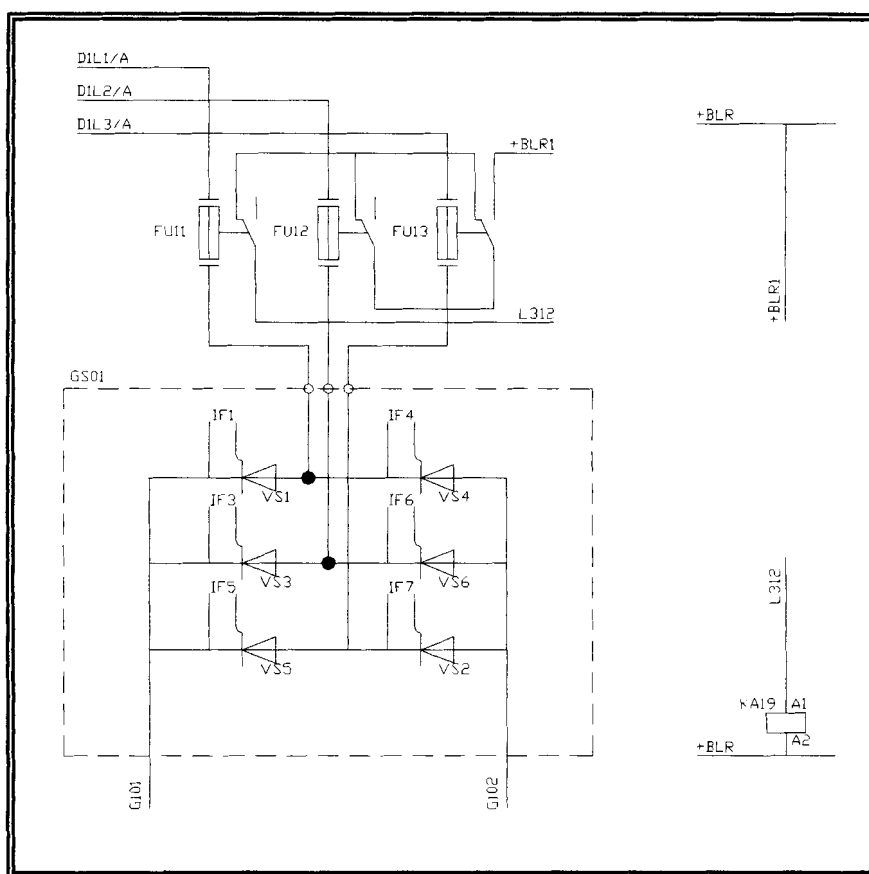 D1L1/A
D1L2/A
D1L3/A
+BLR
+BLR1
FU11
FU12
FU13
+BLR1
L312
GS01
IF1
IF4
VS1
VS4
IF3
IF6
VS3
VS6
IF5
IF7
VS5
VS2
L312
KA19
A1
A2
+BLR
G101
G102